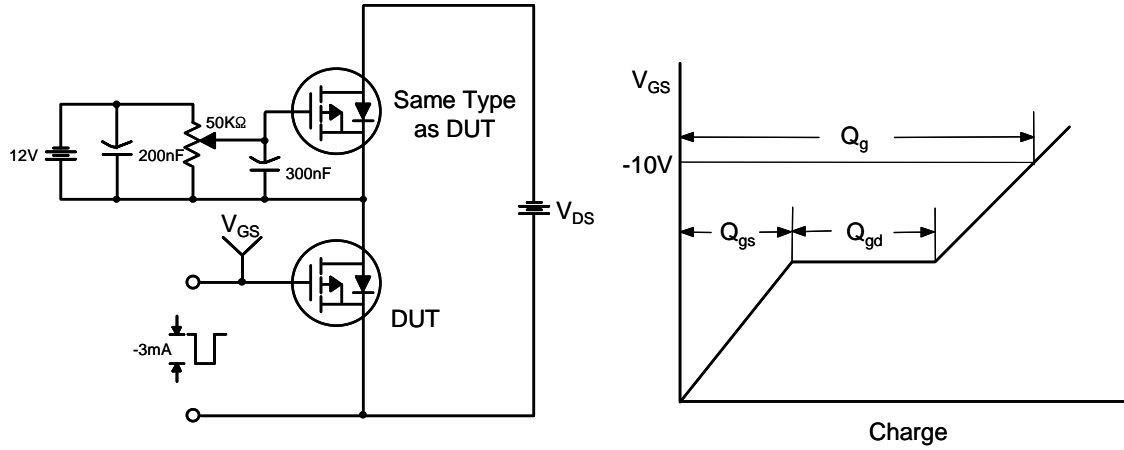 Same Type
as DUT
50KΩ
12V
200nF
300nF
V_DS
V_GS
DUT
-3mA
V_GS
Q_g
-10V
Q_gs
Q_gd
Charge